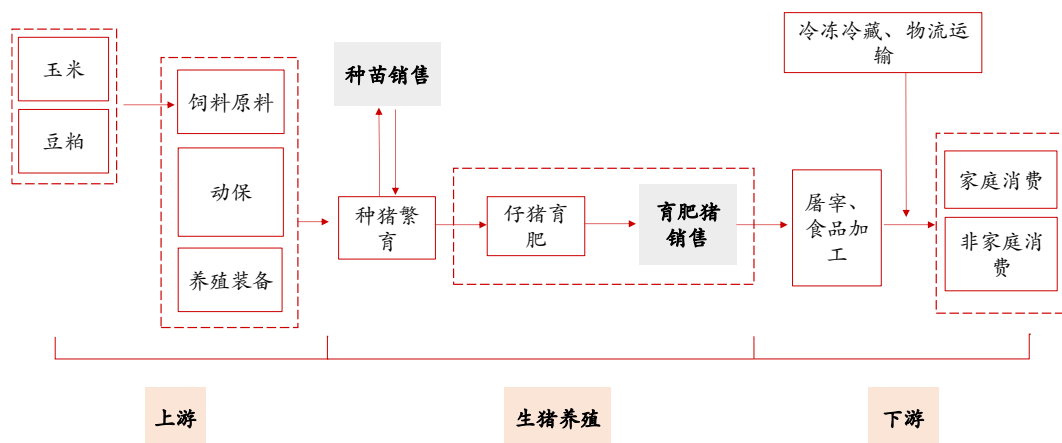 玉米
豆粕
饲料原料
动保
养殖装备
种苗销售
种猪繁
育
仔猪育
肥
育肥猪
销售
屠宰、
食品加
工
冷冻冷藏、物流运
输
家庭消费
非家庭消
费
上游
生猪养殖
下游